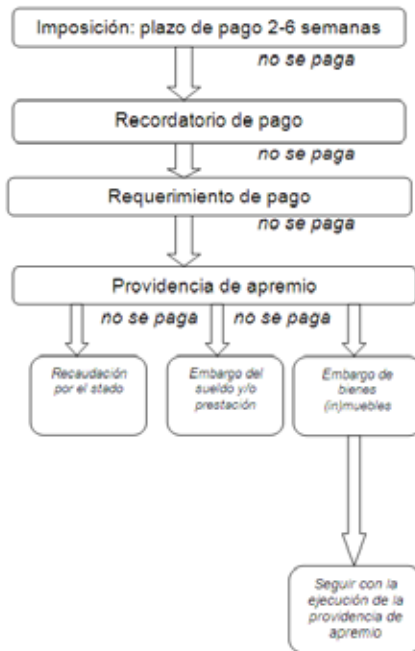 Imposición: plazo de pago 2-6 semanas
no se paga
Recordatorio de pago
no se paga
Requerimiento de pago
no se paga
Providencia de apremio
no se paga no se paga
Recaudación
por el stado
Embargo del
sueldo y/o
prestación
Embargo de
bienes
(in)muebles
Seguir con la
ejecución de la
providencia de
apremio